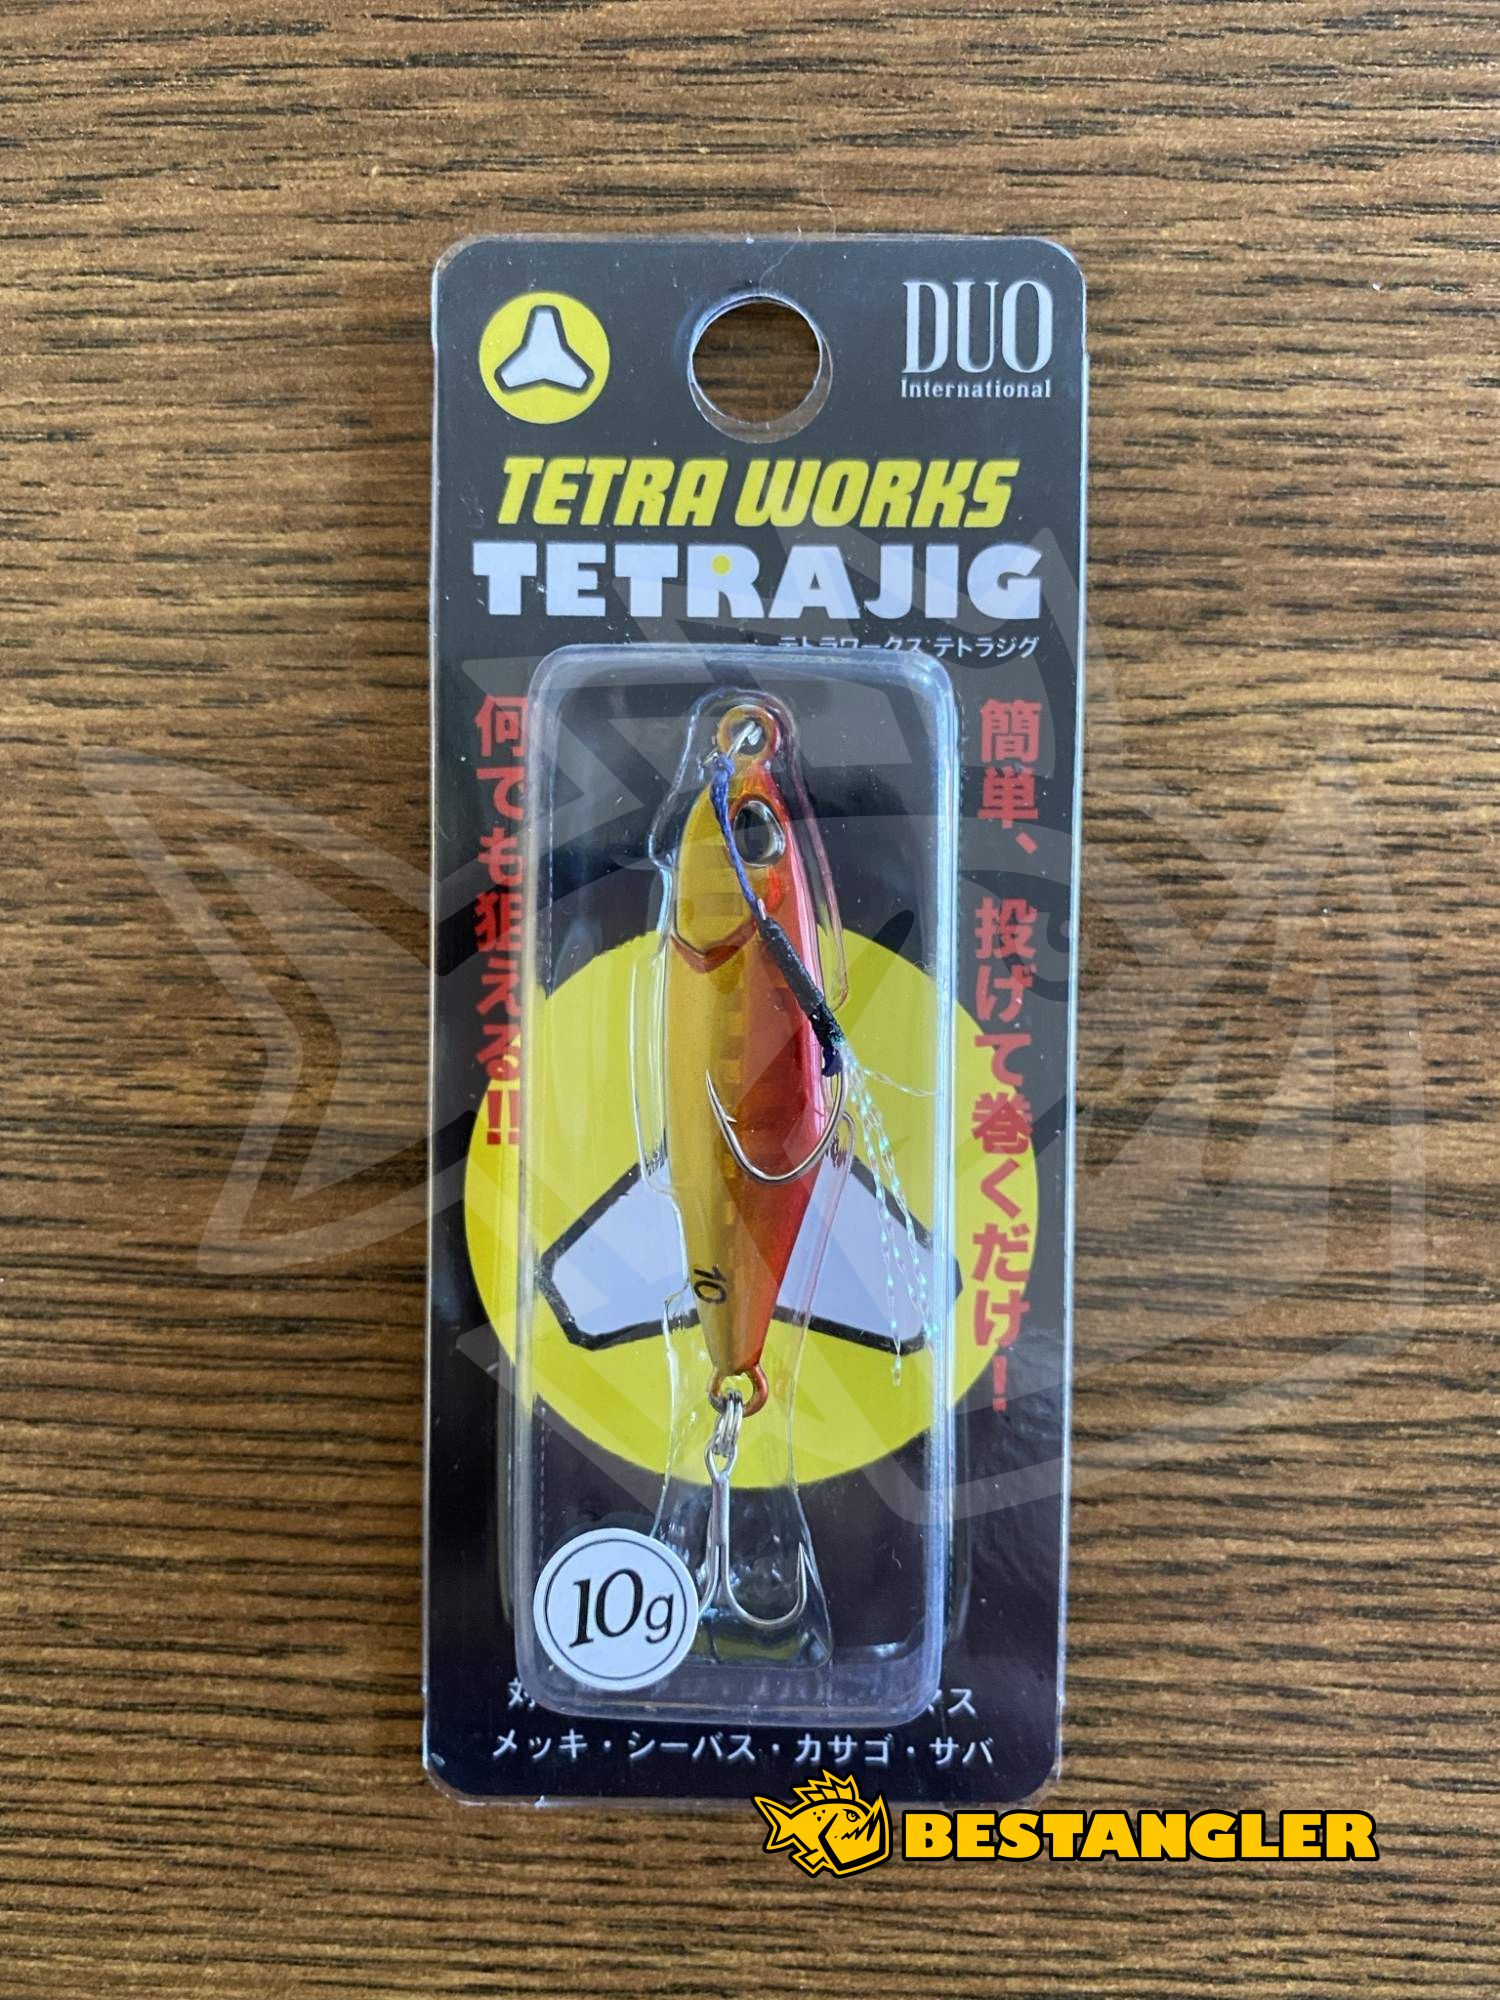 DUO
International
TETRA WORKS
TETRAJIG
テトラワークス テトラジグ
簡単、投げて巻くだけ！
何でも狙える!!
10
10g
メッキ・シーバス・カサゴ・サバ
BESTANGLER